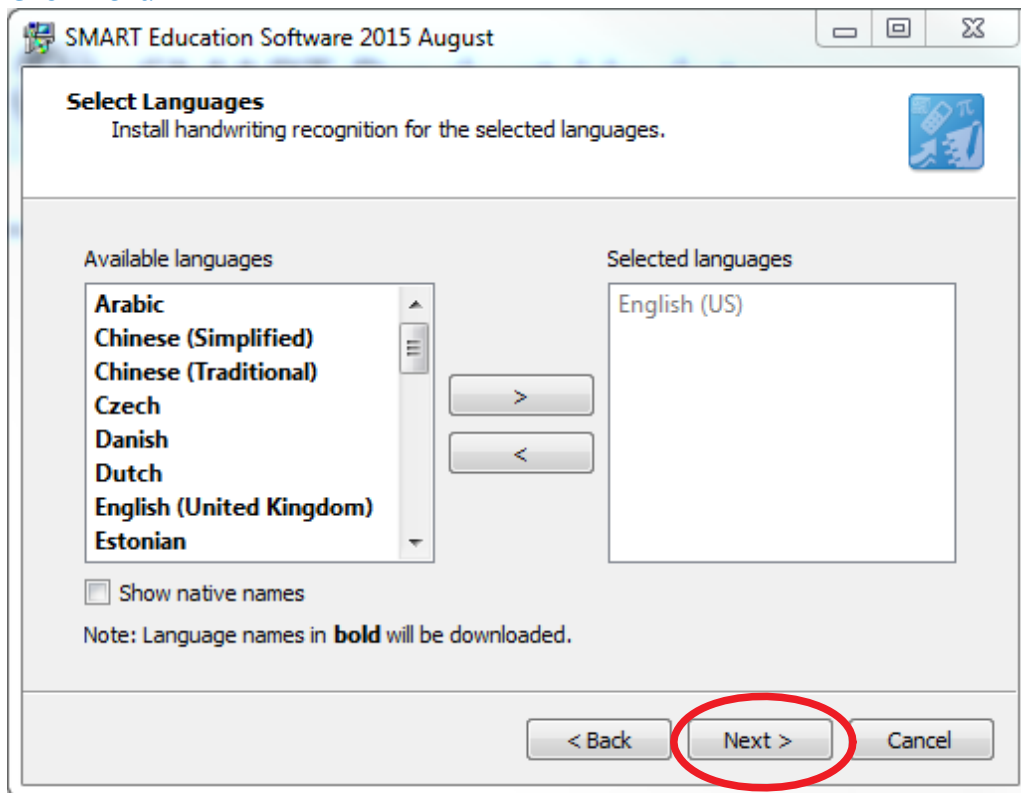 SMART Education Software 2015 August
Select Languages
Install handwriting recognition for the selected languages.
Available languages
Selected languages
Arabic
Chinese (Simplified)
Chinese (Traditional)
Czech
Danish
Dutch
English (United Kingdom)
Estonian
English (US)
>
<
Show native names
Note: Language names in bold will be downloaded.
< Back
Next >
Cancel